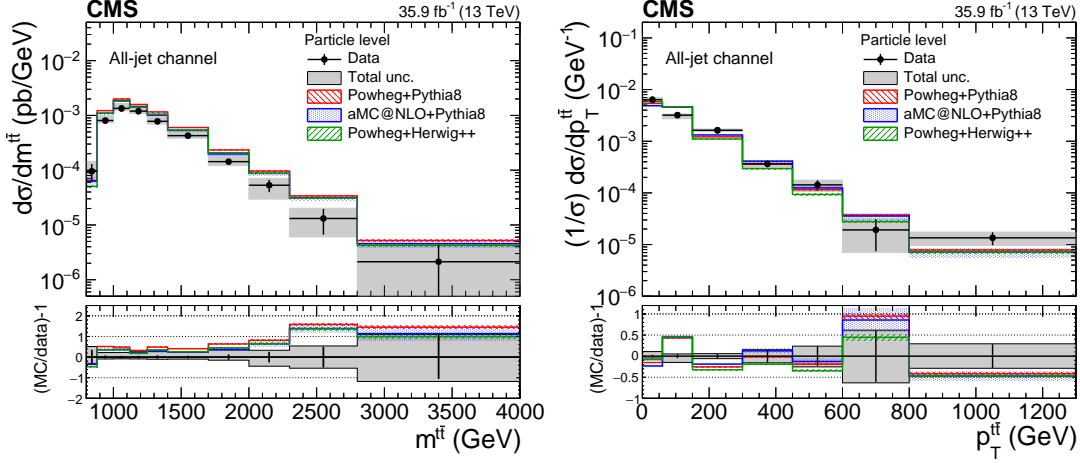 CMS 35.9 fb⁻¹ (13 TeV)
Particle level
All-jet channel
Data
Total unc.
Powheg+Pythia8
aMC@NLO+Pythia8
Powheg+Herwig++
dσ/dm^tt̄ (pb/GeV)
10⁻¹
10⁻²
10⁻³
10⁻⁴
10⁻⁵
10⁻⁶
(MC/data)-1
2
1
0
−1
2
1000 1500 2000 2500 3000 3500 4000
m^tt̄ (GeV)
CMS 35.9 fb⁻¹ (13 TeV)
Particle level
All-jet channel
Data
Total unc.
Powheg+Pythia8
aMC@NLO+Pythia8
Powheg+Herwig++
(1/σ) dσ/dp_T^tt̄ (GeV⁻¹)
1
10⁻¹
10⁻²
10⁻³
10⁻⁴
10⁻⁵
10⁻⁶
(MC/data)-1
1
0.5
0
−0.5
1
0 200 400 600 800 1000 1200
p_T^tt̄ (GeV)